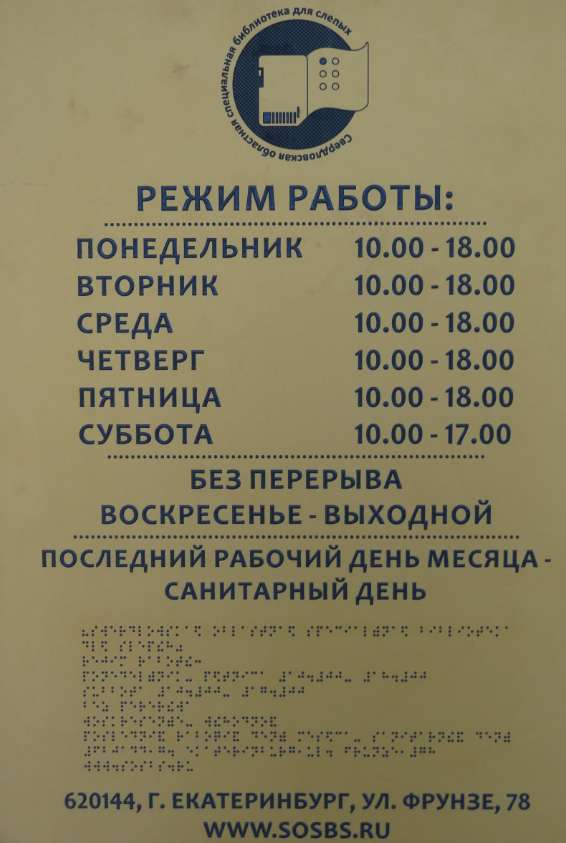 Свердловская областная специальная библиотека для слепых
РЕЖИМ РАБОТЫ:
ПОНЕДЕЛЬНИК 10.00 - 18.00
ВТОРНИК 10.00 - 18.00
СРЕДА 10.00 - 18.00
ЧЕТВЕРГ 10.00 - 18.00
ПЯТНИЦА 10.00 - 18.00
СУББОТА 10.00 - 17.00
БЕЗ ПЕРЕРЫВА
ВОСКРЕСЕНЬЕ - ВЫХОДНОЙ
ПОСЛЕДНИЙ РАБОЧИЙ ДЕНЬ МЕСЯЦА -
САНИТАРНЫЙ ДЕНЬ
620144, Г. ЕКАТЕРИНБУРГ, УЛ. ФРУНЗЕ, 78
WWW.SOSBS.RU